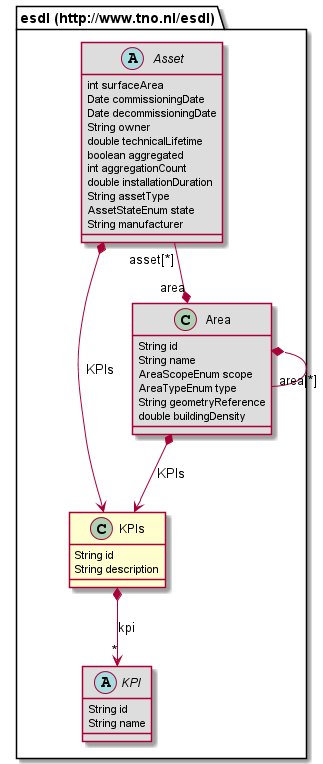 esdl (http://www.tno.nl/esdl)
A Asset
int surfaceArea
Date commissioningDate
Date decommissioningDate
String owner
double technicalLifetime
boolean aggregated
int aggregationCount
double installationDuration
String assetType
AssetStateEnum state
String manufacturer
asset[*]
area
C Area
String id
String name
AreaScopeEnum scope
AreaTypeEnum type
String geometryReference
double buildingDensity
KPIs
area[*]
KPIs
C KPIs
String id
String description
kpi
*
A KPI
String id
String name